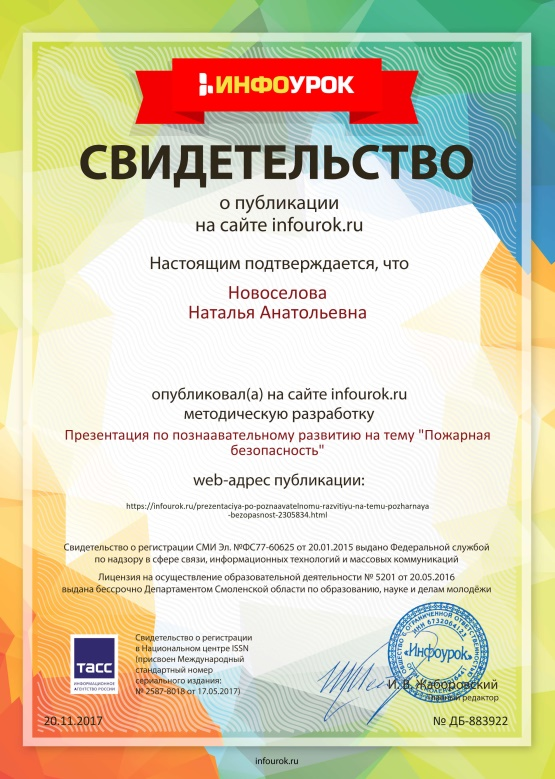 ИНФОУРОК
СВИДЕТЕЛЬСТВО
о публикации
на сайте infourok.ru
Настоящим подтверждается, что
Новоселова
Наталья Анатольевна
опубликовал(а) на сайте infourok.ru
методическую разработку
Презентация по познаавательному развитию на тему "Пожарная
безопасность"
web-адрес публикации:
https://infourok.ru/prezentaciya-po-poznaavatelnomu-razvitiyu-na-temu-pozharnaya
-bezopasnost-2305834.html
Свидетельство о регистрации СМИ Эл. №ФС77-60625 от 20.01.2015 выдано Федеральной службой
по надзору в сфере связи, информационных технологий и массовых коммуникаций
Лицензия на осуществление образовательной деятельности № 5201 от 20.05.2016
выдана бессрочно Департаментом Смоленской области по образованию, науке и делам молодёжи
ТАСС
ИНФОРМАЦИОННОЕ
АГЕНТСТВО РОССИИ
Свидетельство о регистрации
в Национальном центре ISSN
(присвоен Международный
стандартный номер
сериального издания:
№ 2587-8018 от 17.05.2017)
«Инфоурок»
И. В. Жаборовский
Главный редактор
20.11.2017
№ ДБ-883922
infourok.ru